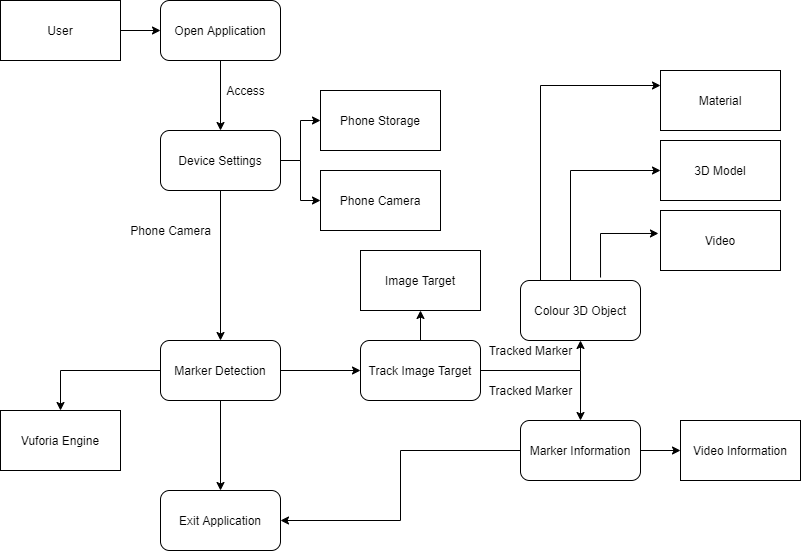 User
Open Application
Access
Material
Phone Storage
Device Settings
3D Model
Phone Camera
Phone Camera
Video
Image Target
Colour 3D Object
Tracked Marker
Marker Detection
Track Image Target
Tracked Marker
Vuforia Engine
Marker Information
Video Information
Exit Application